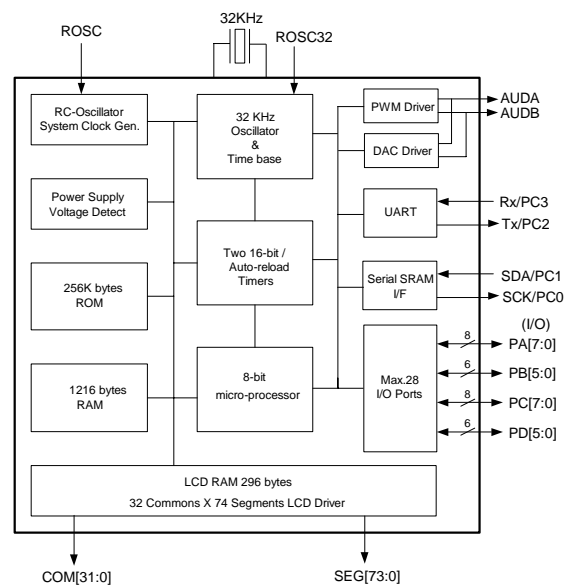 32KHz
ROSC
ROSC32
RC-Oscillator
System Clock Gen.
32 KHz
Oscillator
&
Time base
PWM Driver
AUDA
AUDB
DAC Driver
Power Supply
Voltage Detect
UART
Rx/PC3
Tx/PC2
Two 16-bit /
Auto-reload
Timers
256K bytes
ROM
Serial SRAM
I/F
SDA/PC1
SCK/PC0
(I/O)
8
PA[7:0]
6
PB[5:0]
8
PC[7:0]
6
PD[5:0]
Max.28
I/O Ports
8-bit
micro-processor
1216 bytes
RAM
LCD RAM 296 bytes
32 Commons X 74 Segments LCD Driver
COM[31:0]
SEG[73:0]